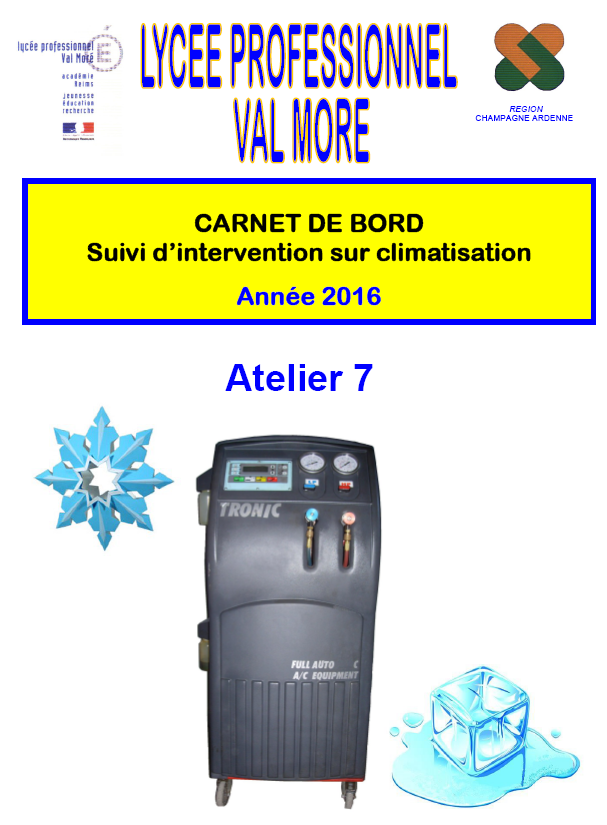 lycée professionnel
Val Moré
académie
Reims
jeunesse
éducation
recherche
LYCEE PROFESSIONNEL
VAL MORE
REGION
CHAMPAGNE ARDENNE
CARNET DE BORD
Suivi d’intervention sur climatisation
Année 2016
Atelier 7
TRONIC
FULL AUTO C
A/C EQUIPMENT